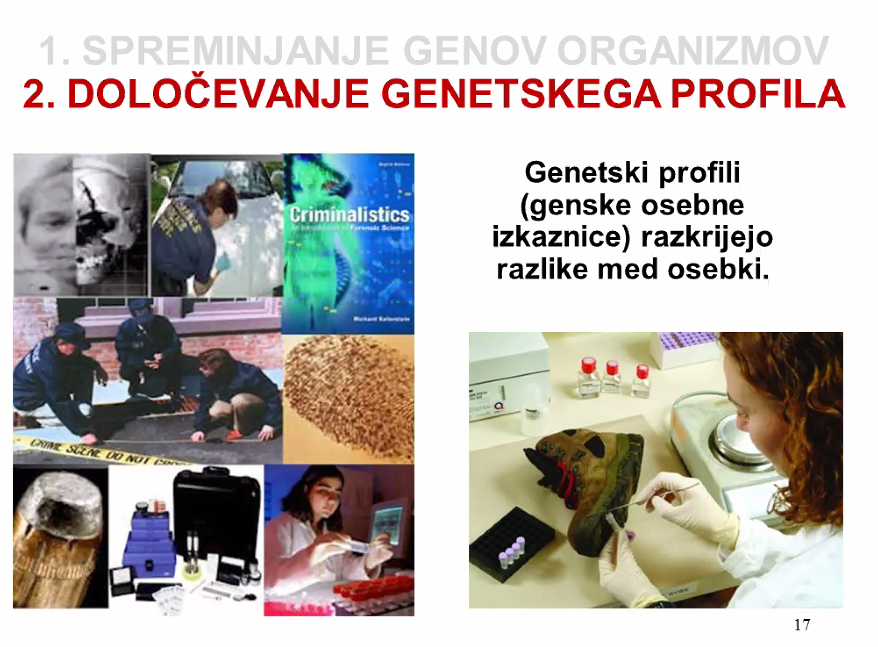 1. SPREMINJANJE GENOV ORGANIZMOV
2. DOLOČEVANJE GENETSKEGA PROFILA
Genetski profili
(genske osebne
izkaznice) razkrijejo
razlike med osebki.
Criminalistics
An Introduction to Forensic Science
Richard Saferstein
CRIME SCENE DO NOT CROSS
17